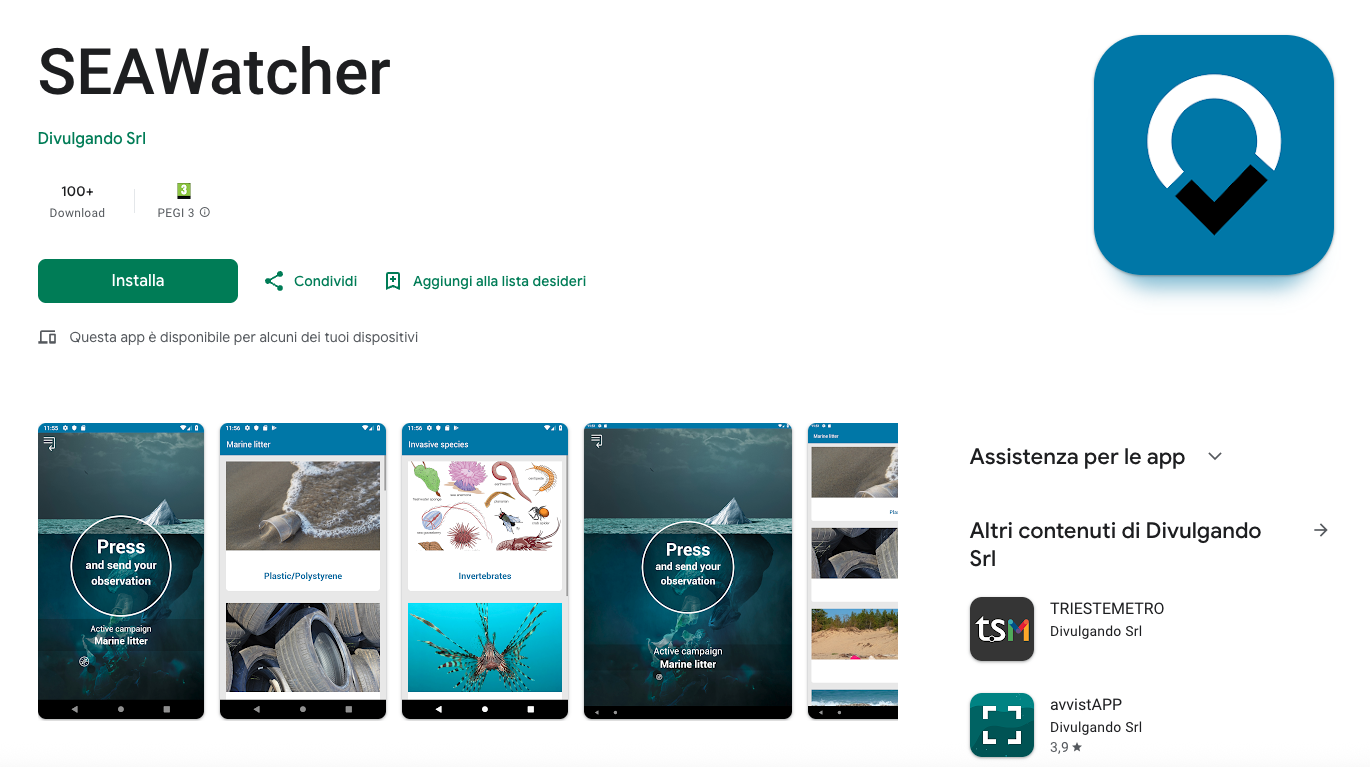 SEAWatcher
Divulgando Srl
100+
Download
3
PEGI 3
Installa
Condividi
Aggiungi alla lista desideri
Questa app è disponibile per alcuni dei tuoi dispositivi
11:55
Press
and send your
observation
Active campaign
Marine litter
11:56
Marine litter
Plastic/Polystyrene
11:56
Invasive species
Invertebrates
Press
and send your
observation
Active campaign
Marine litter
Marine litter
Assistenza per le app
Altri contenuti di Divulgando
Srl
tsm
TRIESTEMETRO
Divulgando Srl
avvistAPP
Divulgando Srl
3,9 ★